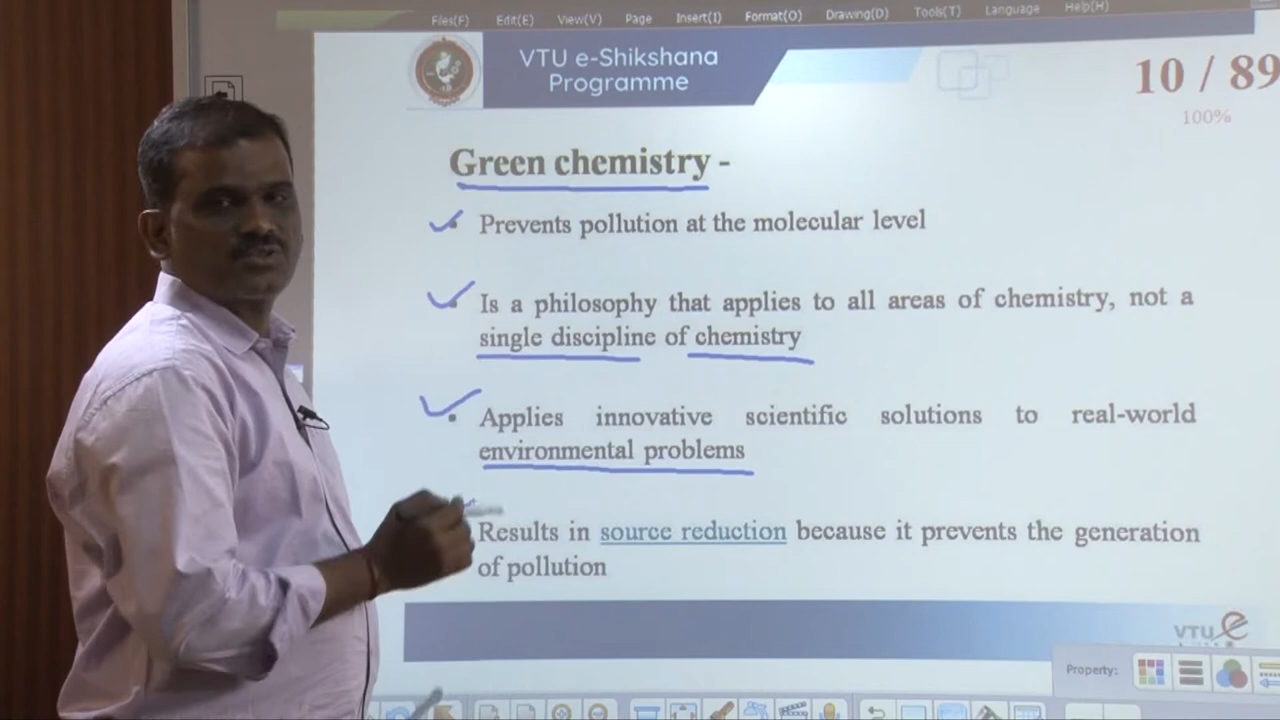 Files(F) Edit(E) View(V) Page Insert(I) Format(O) Drawing(D) Tools(T) Language Help(H)
VTU e-Shikshana
Programme
10 / 89
100%
Green chemistry -
Prevents pollution at the molecular level
Is a philosophy that applies to all areas of chemistry, not a
single discipline of chemistry
Applies innovative scientific solutions to real-world
environmental problems
Results in source reduction because it prevents the generation
of pollution
VTU e
Property: